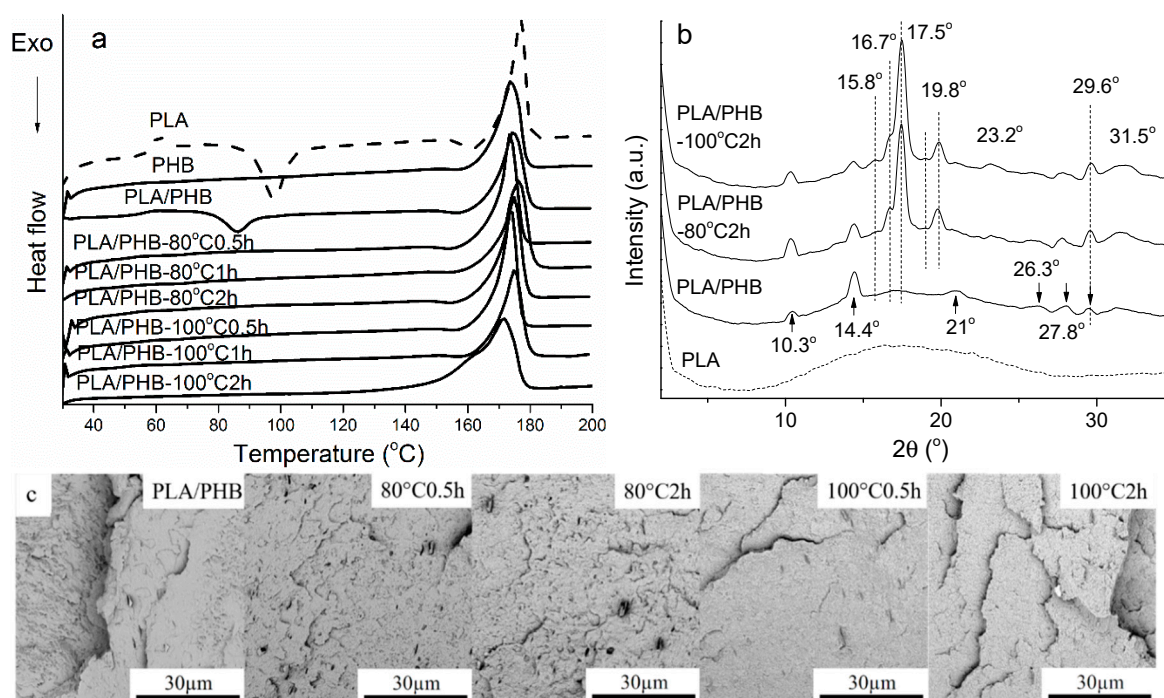 a
Exo
Heat flow
PLA
PHB
PLA/PHB
PLA/PHB-80°C0.5h
PLA/PHB-80°C1h
PLA/PHB-80°C2h
PLA/PHB-100°C0.5h
PLA/PHB-100°C1h
PLA/PHB-100°C2h
40 60 80 100 120 140 160 180 200
Temperature (°C)
b
Intensity (a.u.)
17.5°
16.7°
15.8°
19.8°
23.2°
29.6°
31.5°
PLA/PHB
-100°C2h
PLA/PHB
-80°C2h
PLA/PHB
26.3°
10.3°
14.4°
21°
27.8°
PLA
10 20 30
2θ (°)
c
PLA/PHB
80°C0.5h
80°C2h
100°C0.5h
100°C2h
30μm
30μm
30μm
30μm
30μm